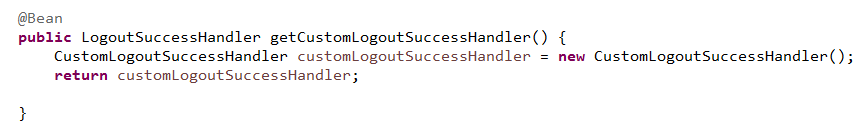 @Bean
public LogoutSuccessHandler getCustomLogoutSuccessHandler() {
    CustomLogoutSuccessHandler customLogoutSuccessHandler = new CustomLogoutSuccessHandler();
    return customLogoutSuccessHandler;
}